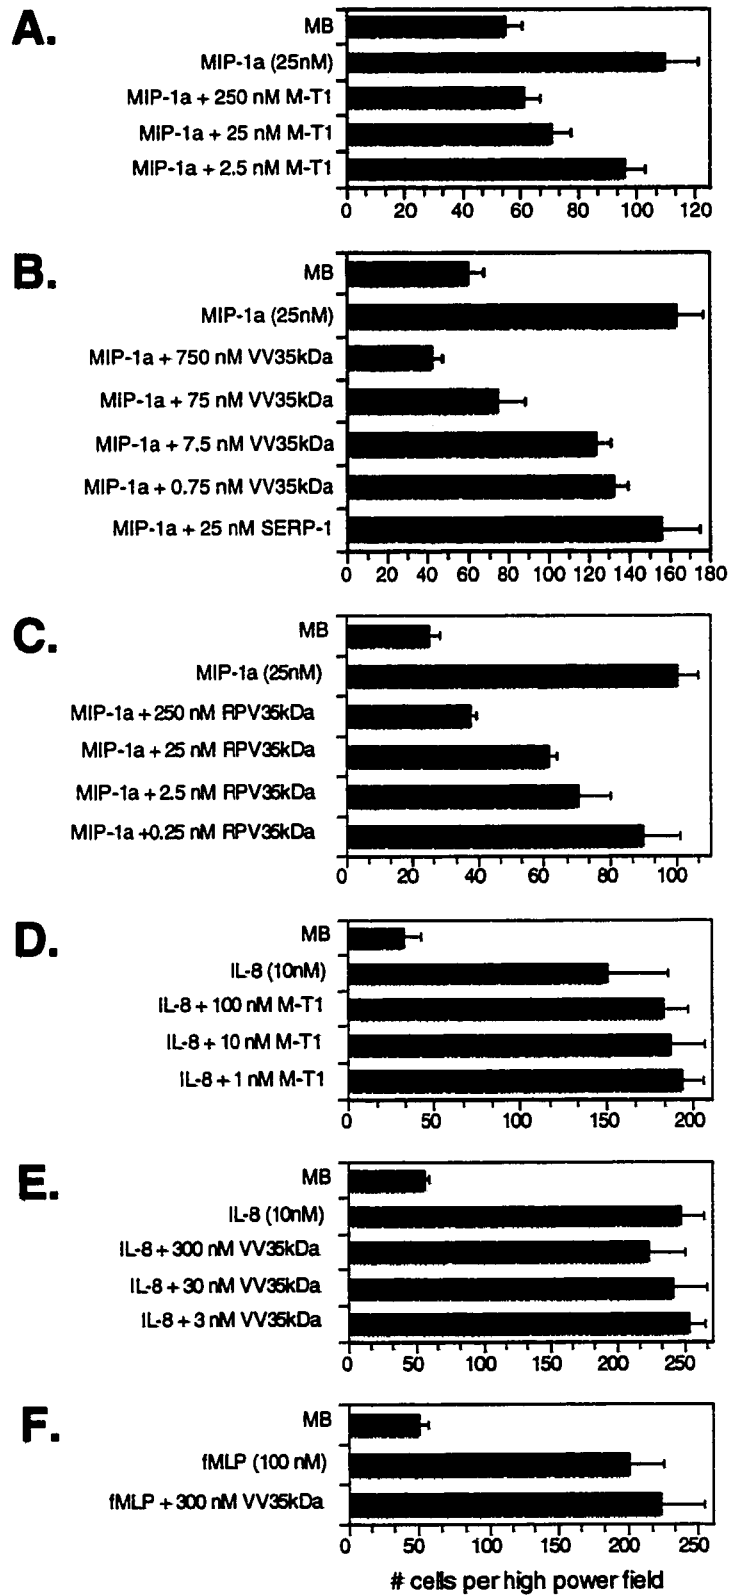 A.
MB
MIP-1a (25nM)
MIP-1a + 250 nM M-T1
MIP-1a + 25 nM M-T1
MIP-1a + 2.5 nM M-T1
0 20 40 60 80 100 120
B.
MB
MIP-1a (25nM)
MIP-1a + 750 nM VV35kDa
MIP-1a + 75 nM VV35kDa
MIP-1a + 7.5 nM VV35kDa
MIP-1a + 0.75 nM VV35kDa
MIP-1a + 25 nM SERP-1
0 20 40 60 80 100 120 140 160 180
C.
MB
MIP-1a (25nM)
MIP-1a + 250 nM RPV35kDa
MIP-1a + 25 nM RPV35kDa
MIP-1a + 2.5 nM RPV35kDa
MIP-1a +0.25 nM RPV35kDa
0 20 40 60 80 100
D.
MB
IL-8 (10nM)
IL-8 + 100 nM M-T1
IL-8 + 10 nM M-T1
IL-8 + 1 nM M-T1
0 50 100 150 200
E.
MB
IL-8 (10nM)
IL-8 + 300 nM VV35kDa
IL-8 + 30 nM VV35kDa
IL-8 + 3 nM VV35kDa
0 50 100 150 200 250
F.
MB
fMLP (100 nM)
fMLP + 300 nM VV35kDa
0 50 100 150 200 250
# cells per high power field